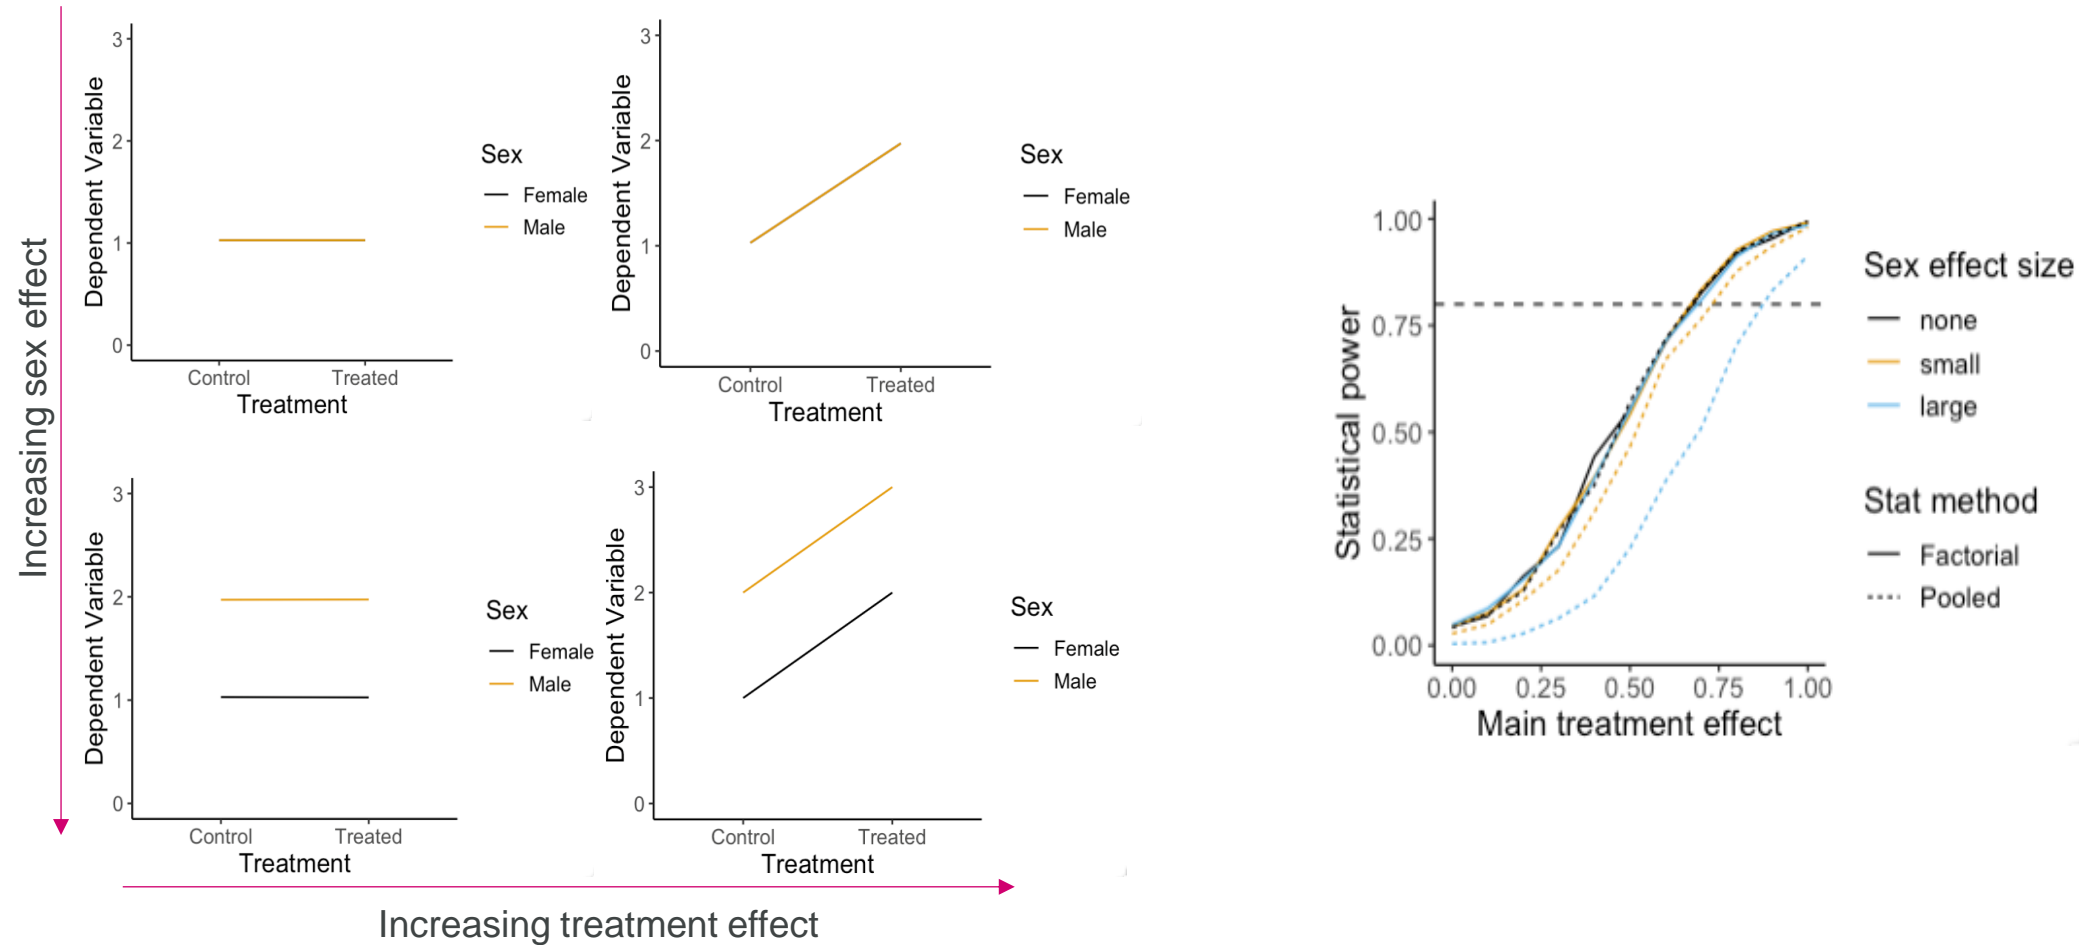 Increasing sex effect
Dependent Variable
3
2
1
0
Control Treated
Treatment
Sex
Female
Male
Dependent Variable
3
2
1
0
Control Treated
Treatment
Sex
Female
Male
Dependent Variable
3
2
1
0
Control Treated
Treatment
Sex
Female
Male
Dependent Variable
3
2
1
0
Control Treated
Treatment
Sex
Female
Male
Increasing treatment effect
Statistical power
1.00
0.75
0.50
0.25
0.00
0.00 0.25 0.50 0.75 1.00
Main treatment effect
Sex effect size
none
small
large
Stat method
Factorial
Pooled